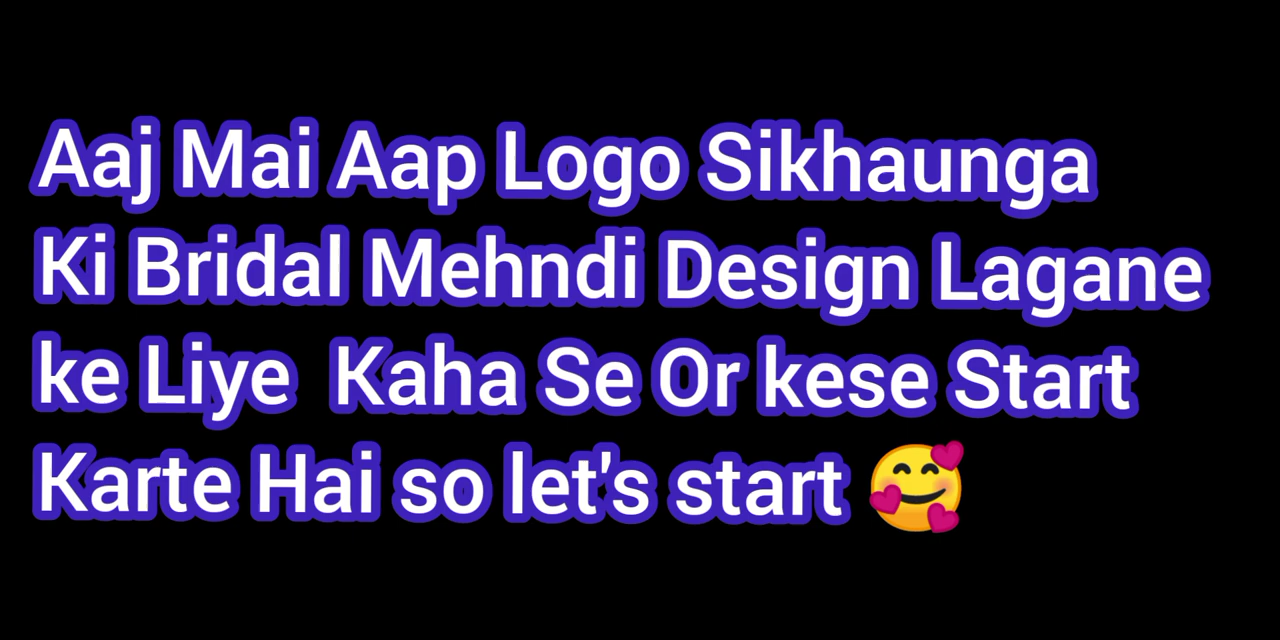 Aaj Mai Aap Logo Sikhaunga
Ki Bridal Mehndi Design Lagane
ke Liye  Kaha Se Or kese Start
Karte Hai so let's start 🥰